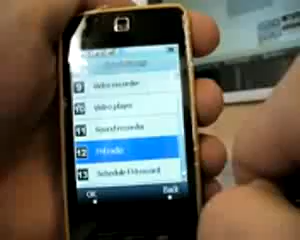 9 Video recorder
10 Video player
11 Sound recorder
12 FM radio
13 Schedule FM record
OK Back